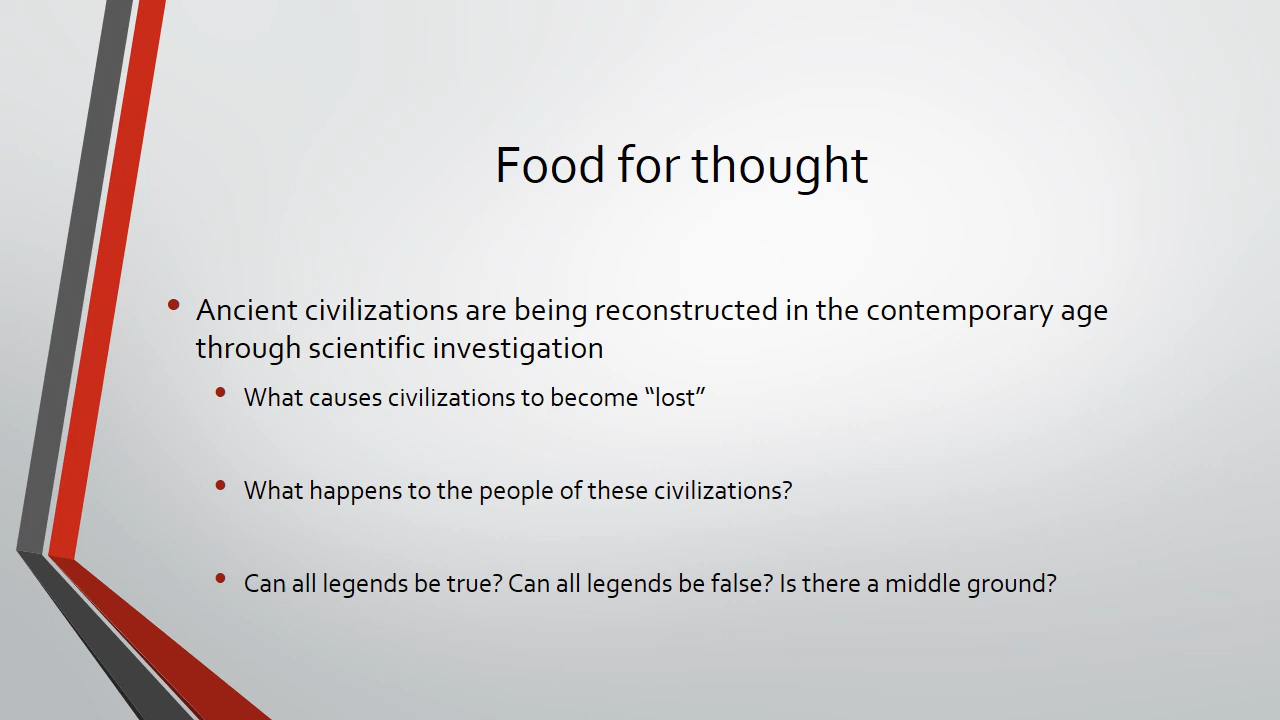 Food for thought
• Ancient civilizations are being reconstructed in the contemporary age
through scientific investigation
• What causes civilizations to become “lost”
• What happens to the people of these civilizations?
• Can all legends be true? Can all legends be false? Is there a middle ground?